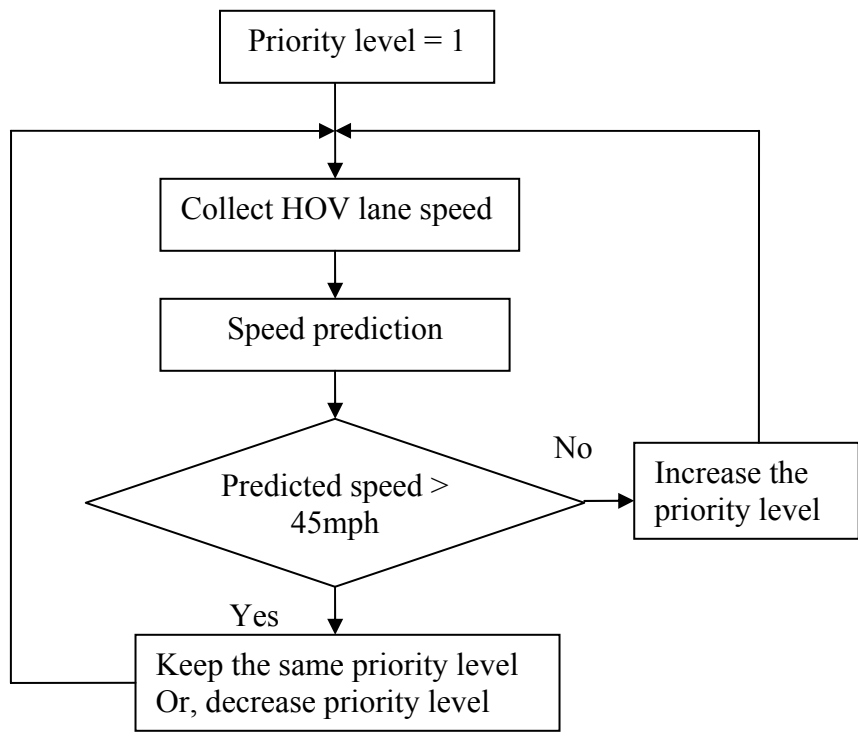 Priority level = 1
Collect HOV lane speed
Speed prediction
Predicted speed >
45mph
No
Increase the
priority level
Yes
Keep the same priority level
Or, decrease priority level